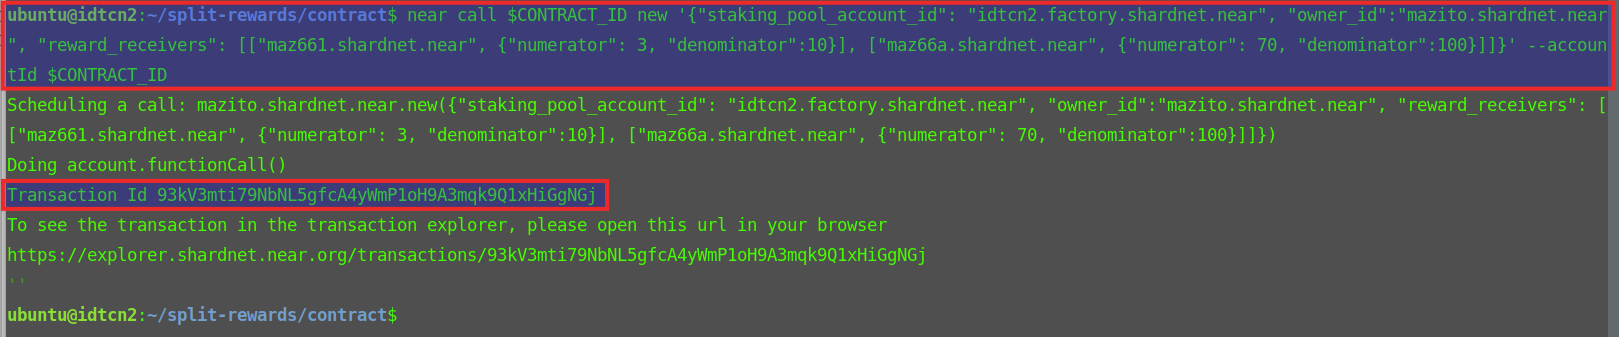 ubuntu@idtcn2:~/split-rewards/contract$ near call $CONTRACT_ID new '{"staking_pool_account_id": "idtcn2.factory.shardnet.near", "owner_id":"mazito.shardnet.near
", "reward_receivers": [["maz661.shardnet.near", {"numerator": 3, "denominator":10}], ["maz66a.shardnet.near", {"numerator": 70, "denominator":100}]]}' --accoun
tId $CONTRACT_ID
Scheduling a call: mazito.shardnet.near.new({"staking_pool_account_id": "idtcn2.factory.shardnet.near", "owner_id":"mazito.shardnet.near", "reward_receivers": [
["maz661.shardnet.near", {"numerator": 3, "denominator":10}], ["maz66a.shardnet.near", {"numerator": 70, "denominator":100}]]})
Doing account.functionCall()
Transaction Id 93kV3mti79NbNL5gfcA4yWmP1oH9A3mqk9Q1xHiGgNGj
To see the transaction in the transaction explorer, please open this url in your browser
https://explorer.shardnet.near.org/transactions/93kV3mti79NbNL5gfcA4yWmP1oH9A3mqk9Q1xHiGgNGj
''
ubuntu@idtcn2:~/split-rewards/contract$